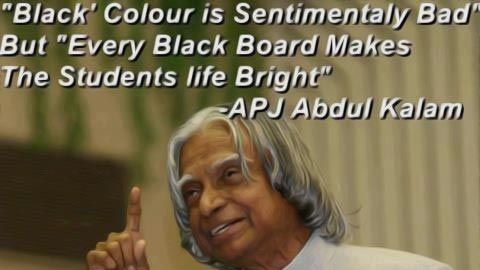 "Black' Colour is Sentimentaly Bad"
But "Every Black Board Makes
The Students life Bright"
-APJ Abdul Kalam